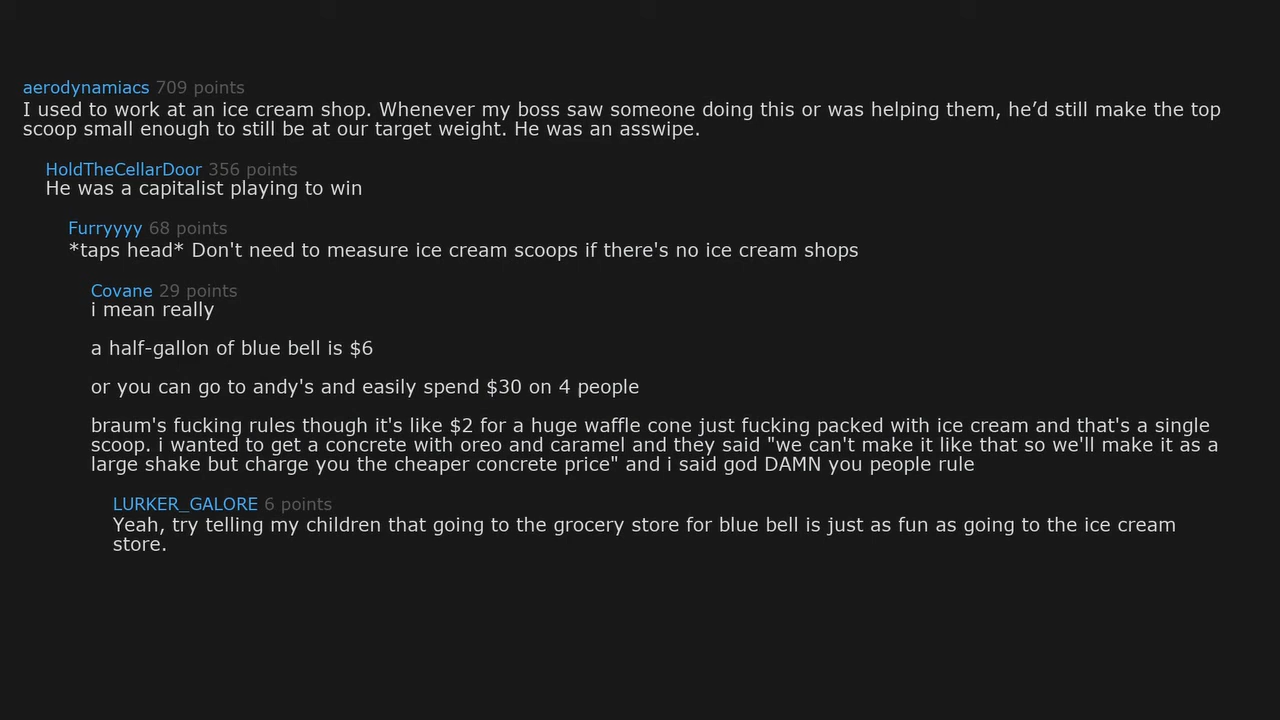 aerodynamiacs 709 points
I used to work at an ice cream shop. Whenever my boss saw someone doing this or was helping them, he’d still make the top
scoop small enough to still be at our target weight. He was an asswipe.
HoldTheCellarDoor 356 points
He was a capitalist playing to win
Furryyyy 68 points
*taps head* Don't need to measure ice cream scoops if there's no ice cream shops
Covane 29 points
i mean really
a half-gallon of blue bell is $6
or you can go to andy's and easily spend $30 on 4 people
braum's fucking rules though it's like $2 for a huge waffle cone just fucking packed with ice cream and that's a single
scoop. i wanted to get a concrete with oreo and caramel and they said "we can't make it like that so we'll make it as a
large shake but charge you the cheaper concrete price" and i said god DAMN you people rule
LURKER_GALORE 6 points
Yeah, try telling my children that going to the grocery store for blue bell is just as fun as going to the ice cream
store.